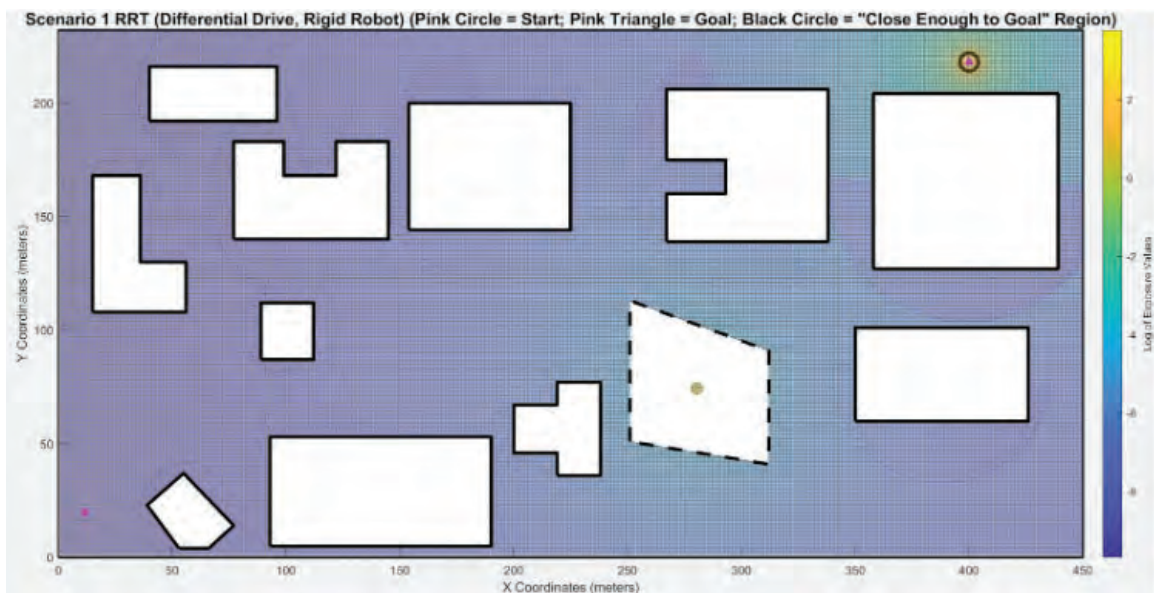 Scenario 1 RRT (Differential Drive, Rigid Robot) (Pink Circle = Start; Pink Triangle = Goal; Black Circle = "Close Enough to Goal" Region)
200
150
100
50
0
Y Coordinates (meters)
0 50 100 150 200 250 300 350 400 450
X Coordinates (meters)
2
0
-2
-4
-6
-8
Log of Exposure Values